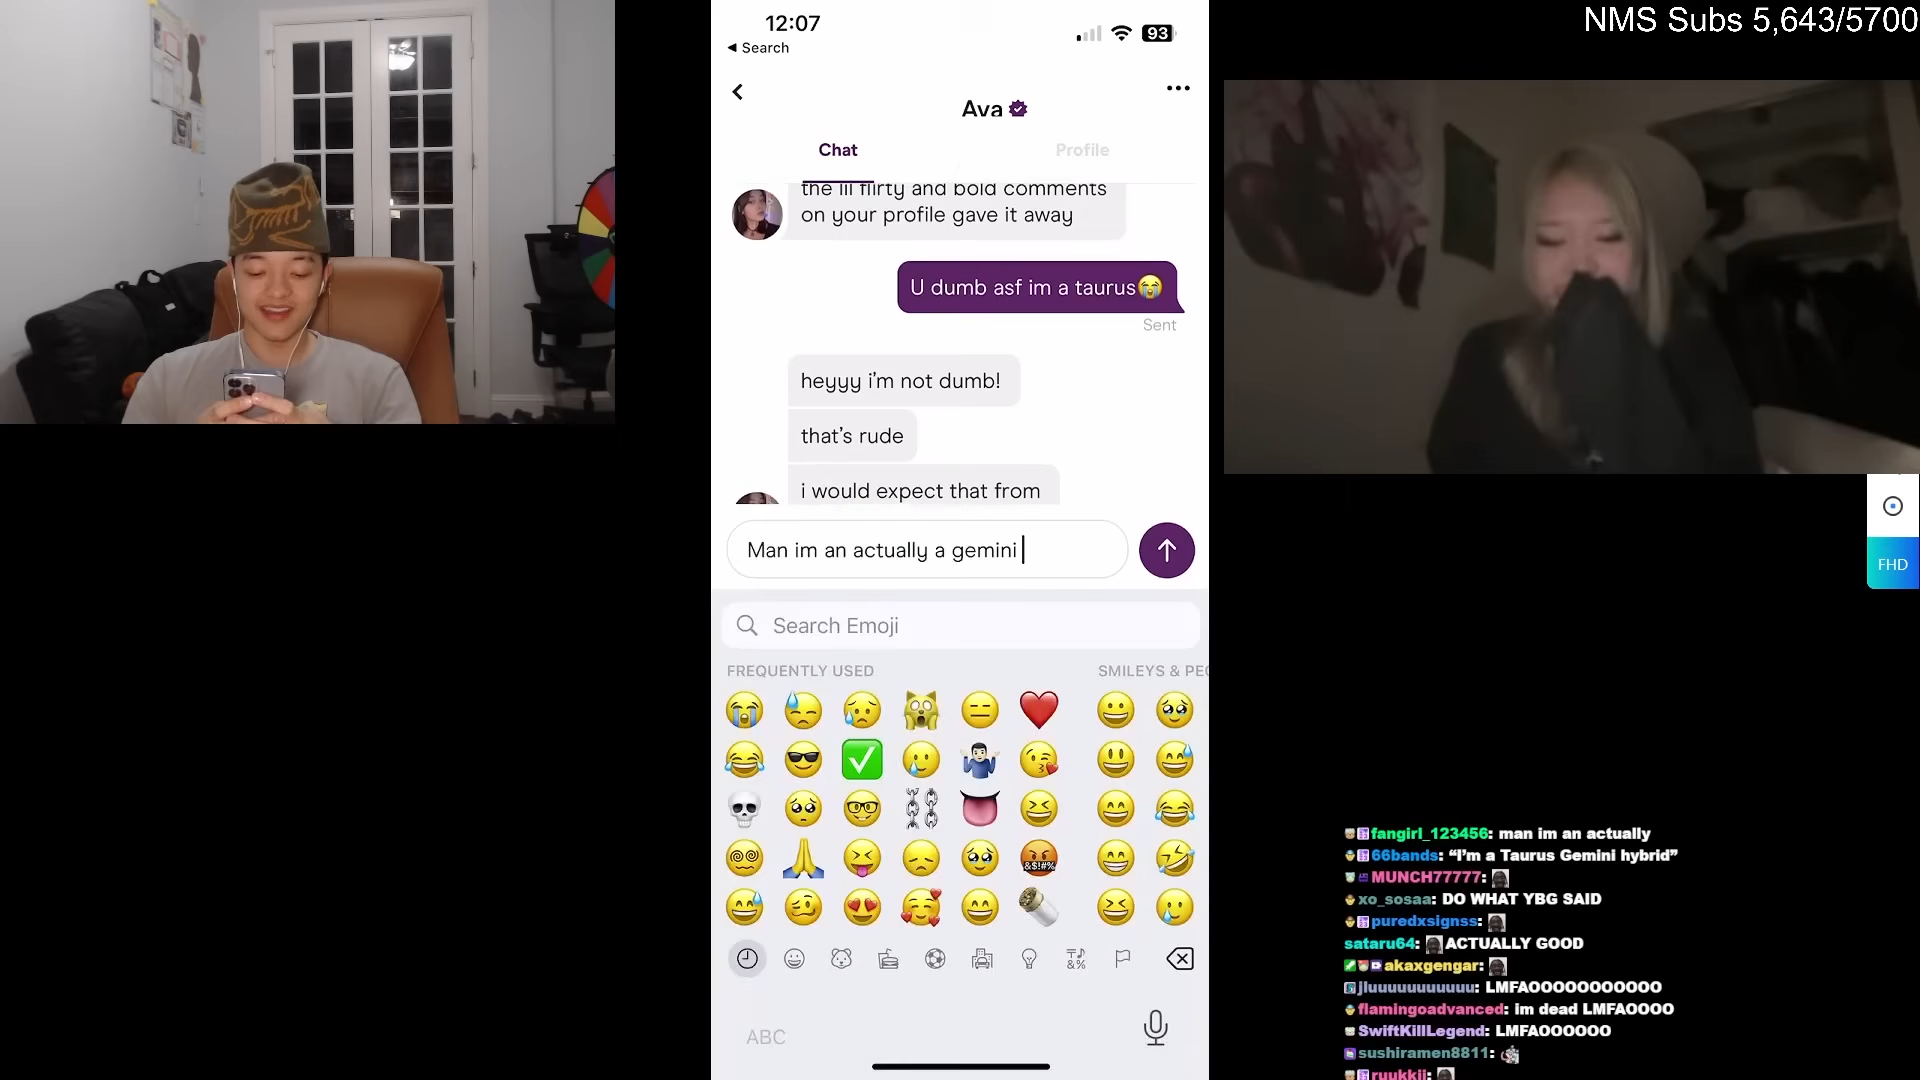 NMS Subs 5,643/5700
12:07
93
Search
Ava
Chat
Profile
the lil flirty and bold comments
on your profile gave it away
U dumb asf im a taurus😭
Sent
heyyy i’m not dumb!
that’s rude
i would expect that from
Man im an actually a gemini
Search Emoji
FREQUENTLY USED
SMILEYS & PEO
ABC
FHD
fangirl_123456: man im an actually
66bands: “I’m a Taurus Gemini hybrid”
MUNCH77777:
xo_sosaa: DO WHAT YBG SAID
puredxsignss:
sataru64: ACTUALLY GOOD
akaxgengar:
jluuuuuuuuuuu: LMFAOOOOOOOOOOO
flamingoadvanced: im dead LMFAOOOO
SwiftKillLegend: LMFAOOOOOO
sushiramen8811:
ruukkii: